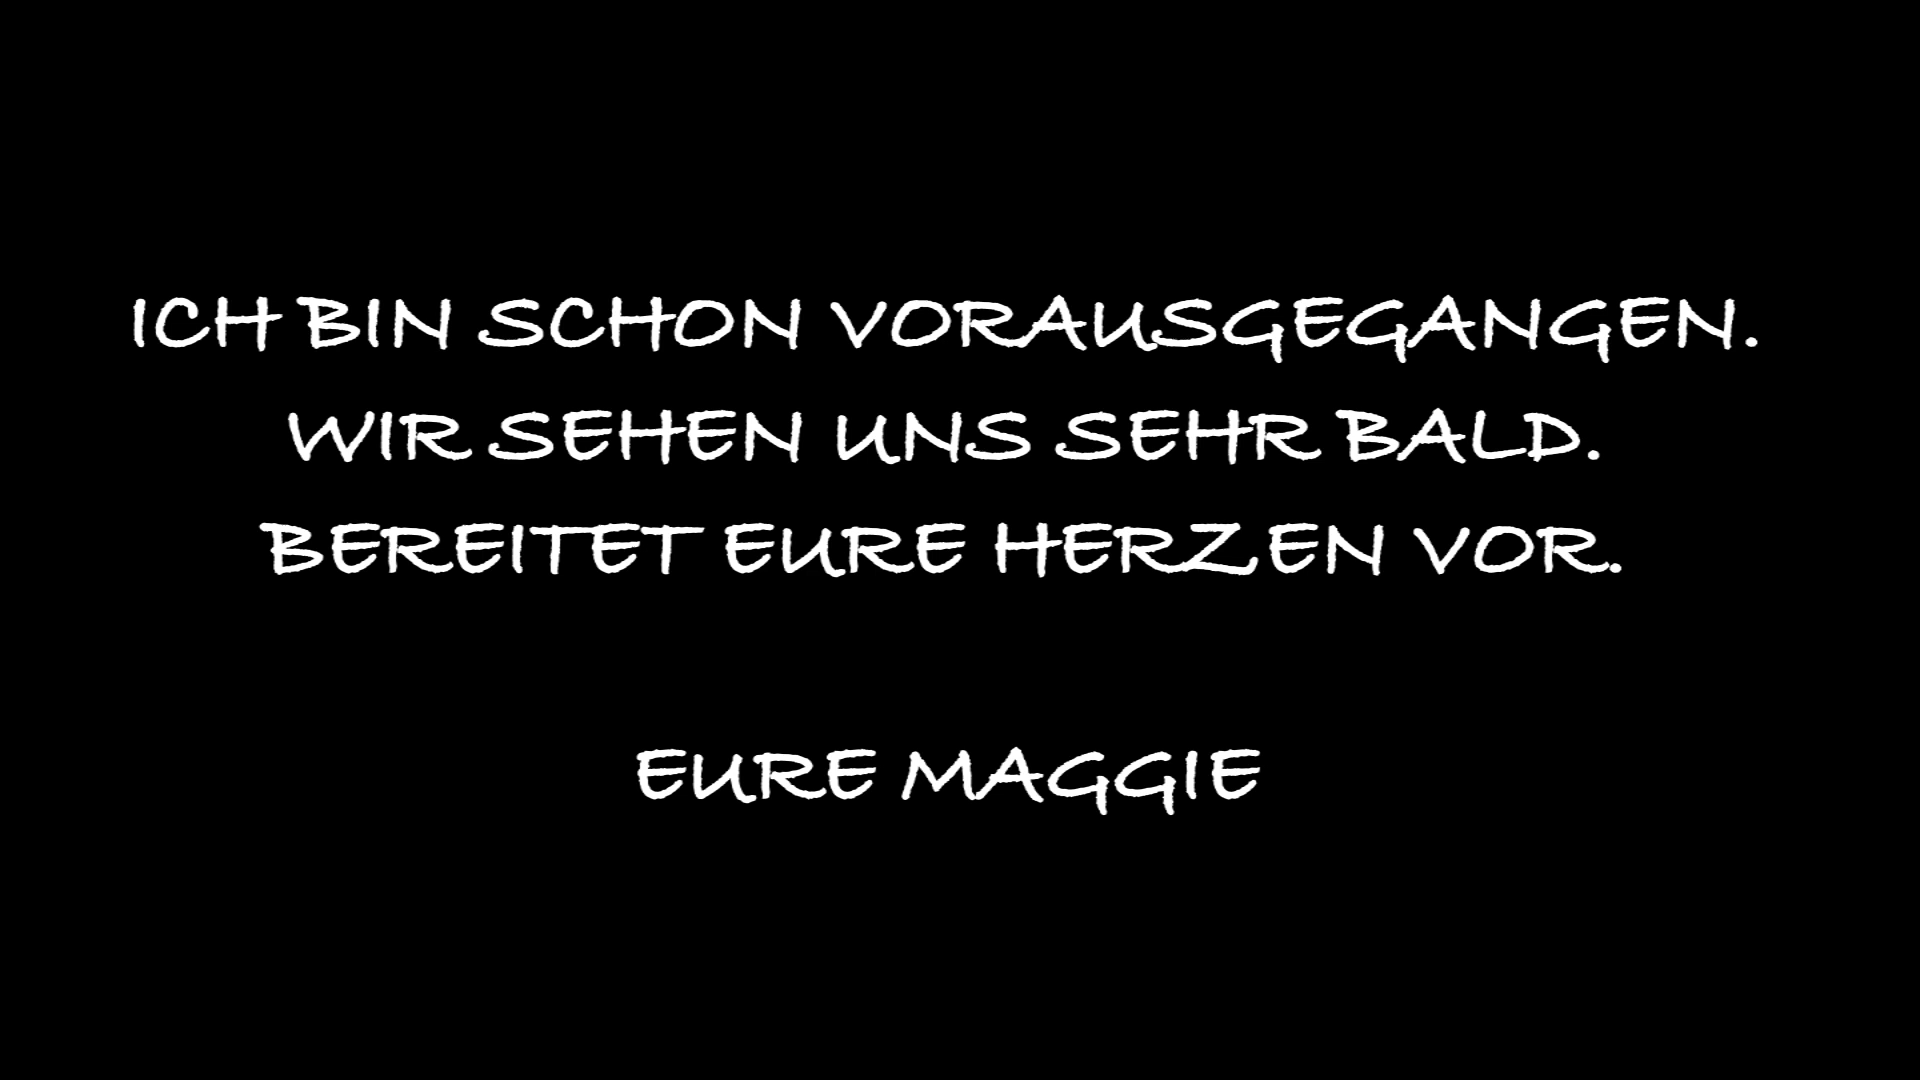 ICH BIN SCHON VORAUSGEGANGEN.
WIR SEHEN UNS SEHR BALD.
BEREITET EURE HERZEN VOR.
EURE MAGGIE